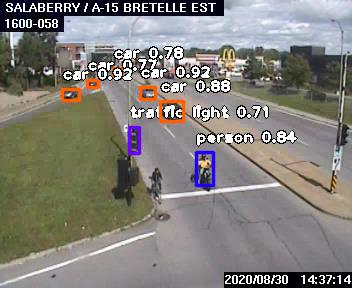 SALABERRY / A-15 BRETELLE EST
1600-058
car 0.78
car 0.77
car 0.92
car 0.92
car 0.88
traffic light 0.71
person 0.84
2020/08/30 14:37:14